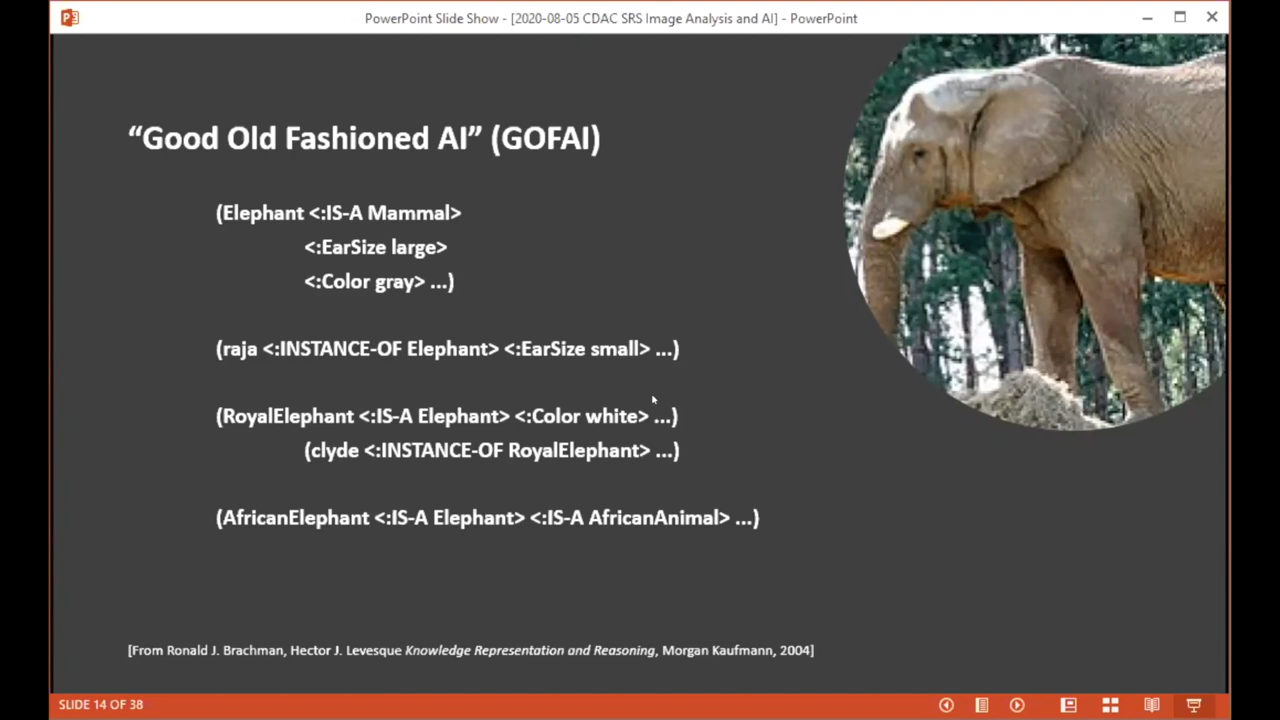 PowerPoint Slide Show - [2020-08-05 CDAC SRS Image Analysis and AI] - PowerPoint
“Good Old Fashioned AI” (GOFAI)
(Elephant <:IS-A Mammal>
<:EarSize large>
<:Color gray> ...)
(raja <:INSTANCE-OF Elephant> <:EarSize small> ...)
(RoyalElephant <:IS-A Elephant> <:Color white> ...)
(clyde <:INSTANCE-OF RoyalElephant> ...)
(AfricanElephant <:IS-A Elephant> <:IS-A AfricanAnimal> ...)
[From Ronald J. Brachman, Hector J. Levesque Knowledge Representation and Reasoning, Morgan Kaufmann, 2004]
SLIDE 14 OF 38